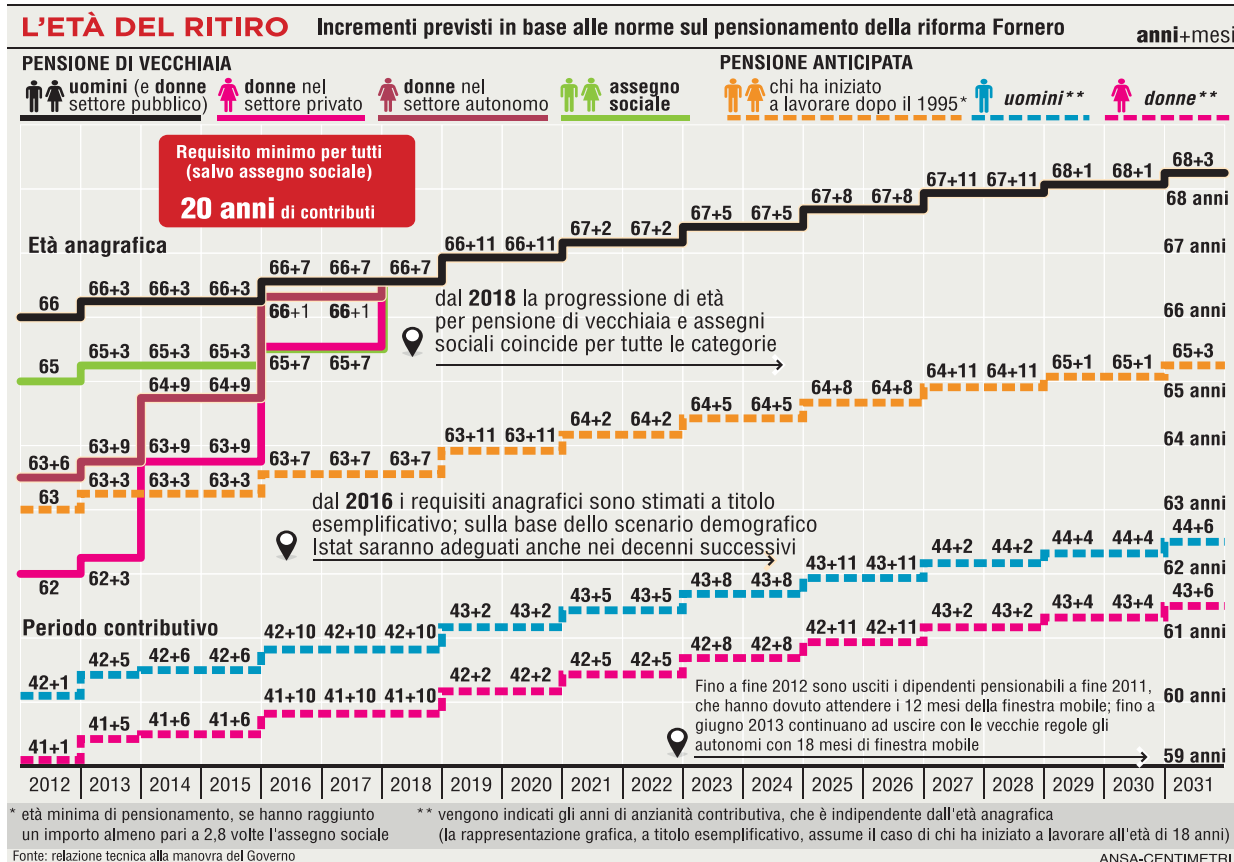 L'ETÀ DEL RITIRO Incrementi previsti in base alle norme sul pensionamento della riforma Fornero anni+mesi
PENSIONE DI VECCHIAIA
uomini (e donne
settore pubblico)
donne nel
settore privato
donne nel
settore autonomo
assegno
sociale
PENSIONE ANTICIPATA
chi ha iniziato
a lavorare dopo il 1995*
uomini**
donne**
Requisito minimo per tutti
(salvo assegno sociale)
20 anni di contributi
Età anagrafica
66 66+3 66+3 66+3 66+7 66+7 66+7 66+11 66+11 67+2 67+2 67+5 67+5 67+8 67+8 67+11 67+11 68+1 68+1 68+3
68 anni
67 anni
66 anni
65 anni
64 anni
63 anni
62 anni
61 anni
60 anni
59 anni
66+1 66+1
65 65+3 65+3 65+3 65+7 65+7
64+9 64+9
63+6 63+9 63+9 63+9
dal 2018 la progressione di età
per pensione di vecchiaia e assegni
sociali coincide per tutte le categorie
63 63+3 63+3 63+3 63+7 63+7 63+7 63+11 63+11 64+2 64+2 64+5 64+5 64+8 64+8 64+11 64+11 65+1 65+1 65+3
62 62+3
dal 2016 i requisiti anagrafici sono stimati a titolo
esemplificativo; sulla base dello scenario demografico
Istat saranno adeguati anche nei decenni successivi
Periodo contributivo
42+1 42+5 42+6 42+6 42+10 42+10 42+10 43+2 43+2 43+5 43+5 43+8 43+8 43+11 43+11 44+2 44+2 44+4 44+4 44+6
41+1 41+5 41+6 41+6 41+10 41+10 41+10 42+2 42+2 42+5 42+5 42+8 42+8 42+11 42+11 43+2 43+2 43+4 43+4 43+6
Fino a fine 2012 sono usciti i dipendenti pensionabili a fine 2011,
che hanno dovuto attendere i 12 mesi della finestra mobile; fino a
giugno 2013 continuano ad uscire con le vecchie regole gli
autonomi con 18 mesi di finestra mobile
2012 2013 2014 2015 2016 2017 2018 2019 2020 2021 2022 2023 2024 2025 2026 2027 2028 2029 2030 2031
* età minima di pensionamento, se hanno raggiunto
un importo almeno pari a 2,8 volte l'assegno sociale
** vengono indicati gli anni di anzianità contributiva, che è indipendente dall'età anagrafica
(la rappresentazione grafica, a titolo esemplificativo, assume il caso di chi ha iniziato a lavorare all'età di 18 anni)
Fonte: relazione tecnica alla manovra del Governo
ANSA-CENTIMETRI